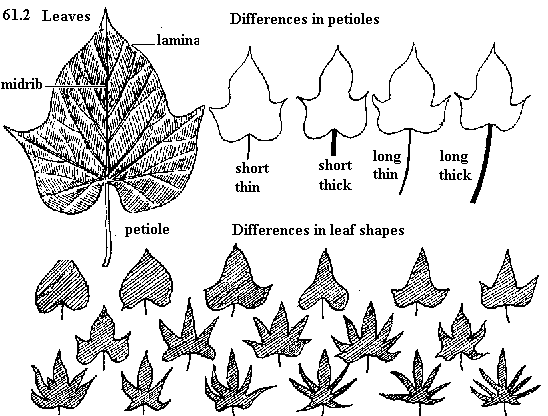 61.2 Leaves
Differences in petioles
lamina
midrib
short
thin
short
thick
long
thin
long
thick
petiole
Differences in leaf shapes